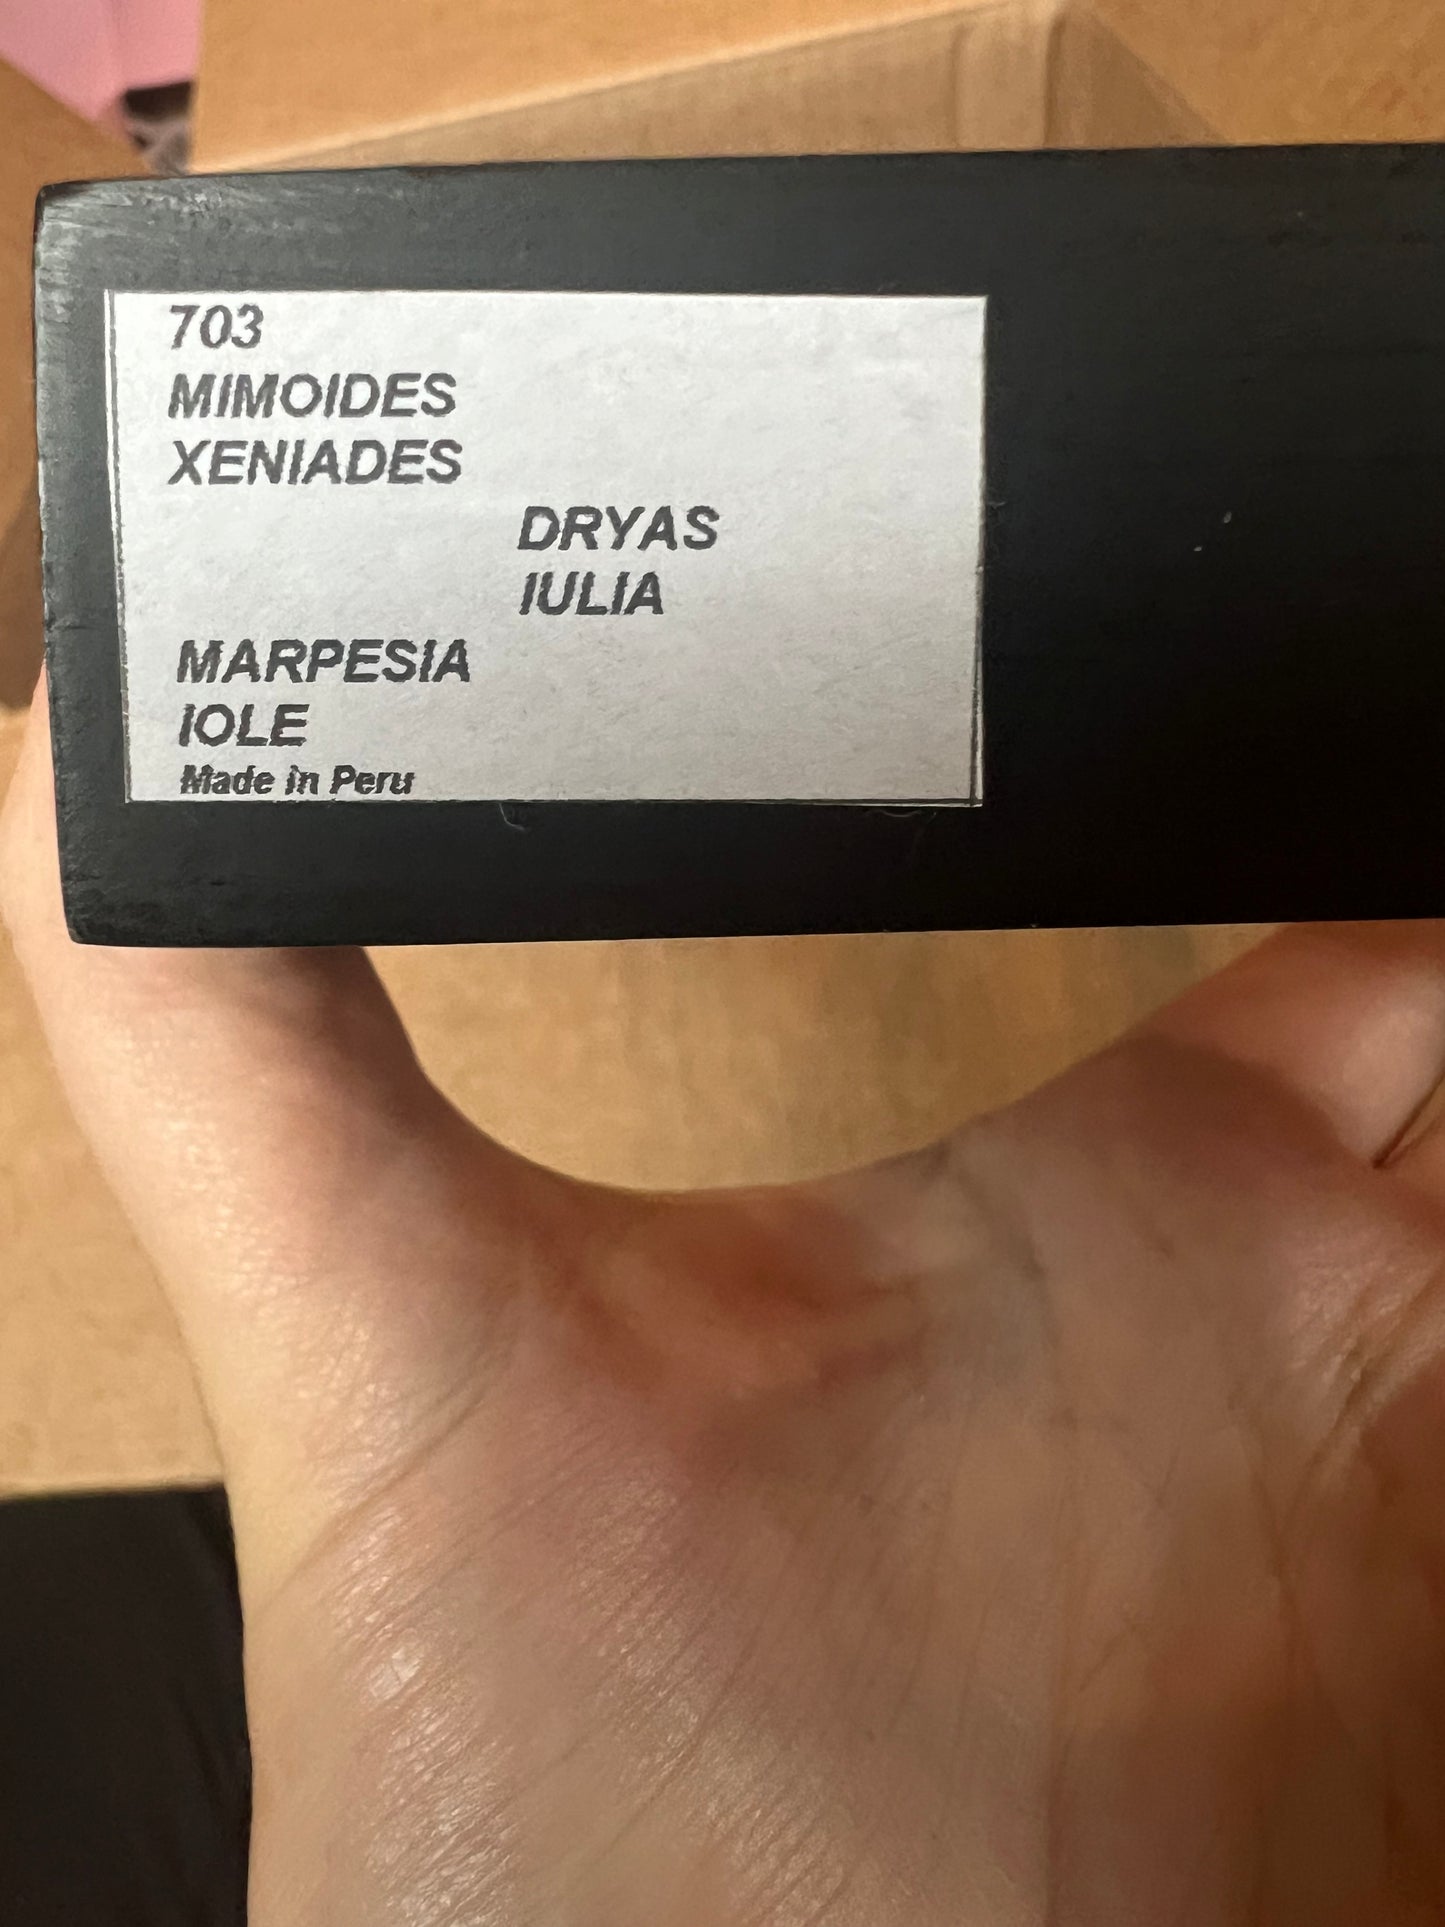 703
MIMOIDES
XENIADES
DRYAS
IULIA
MARPESIA
IOLE
Made in Peru